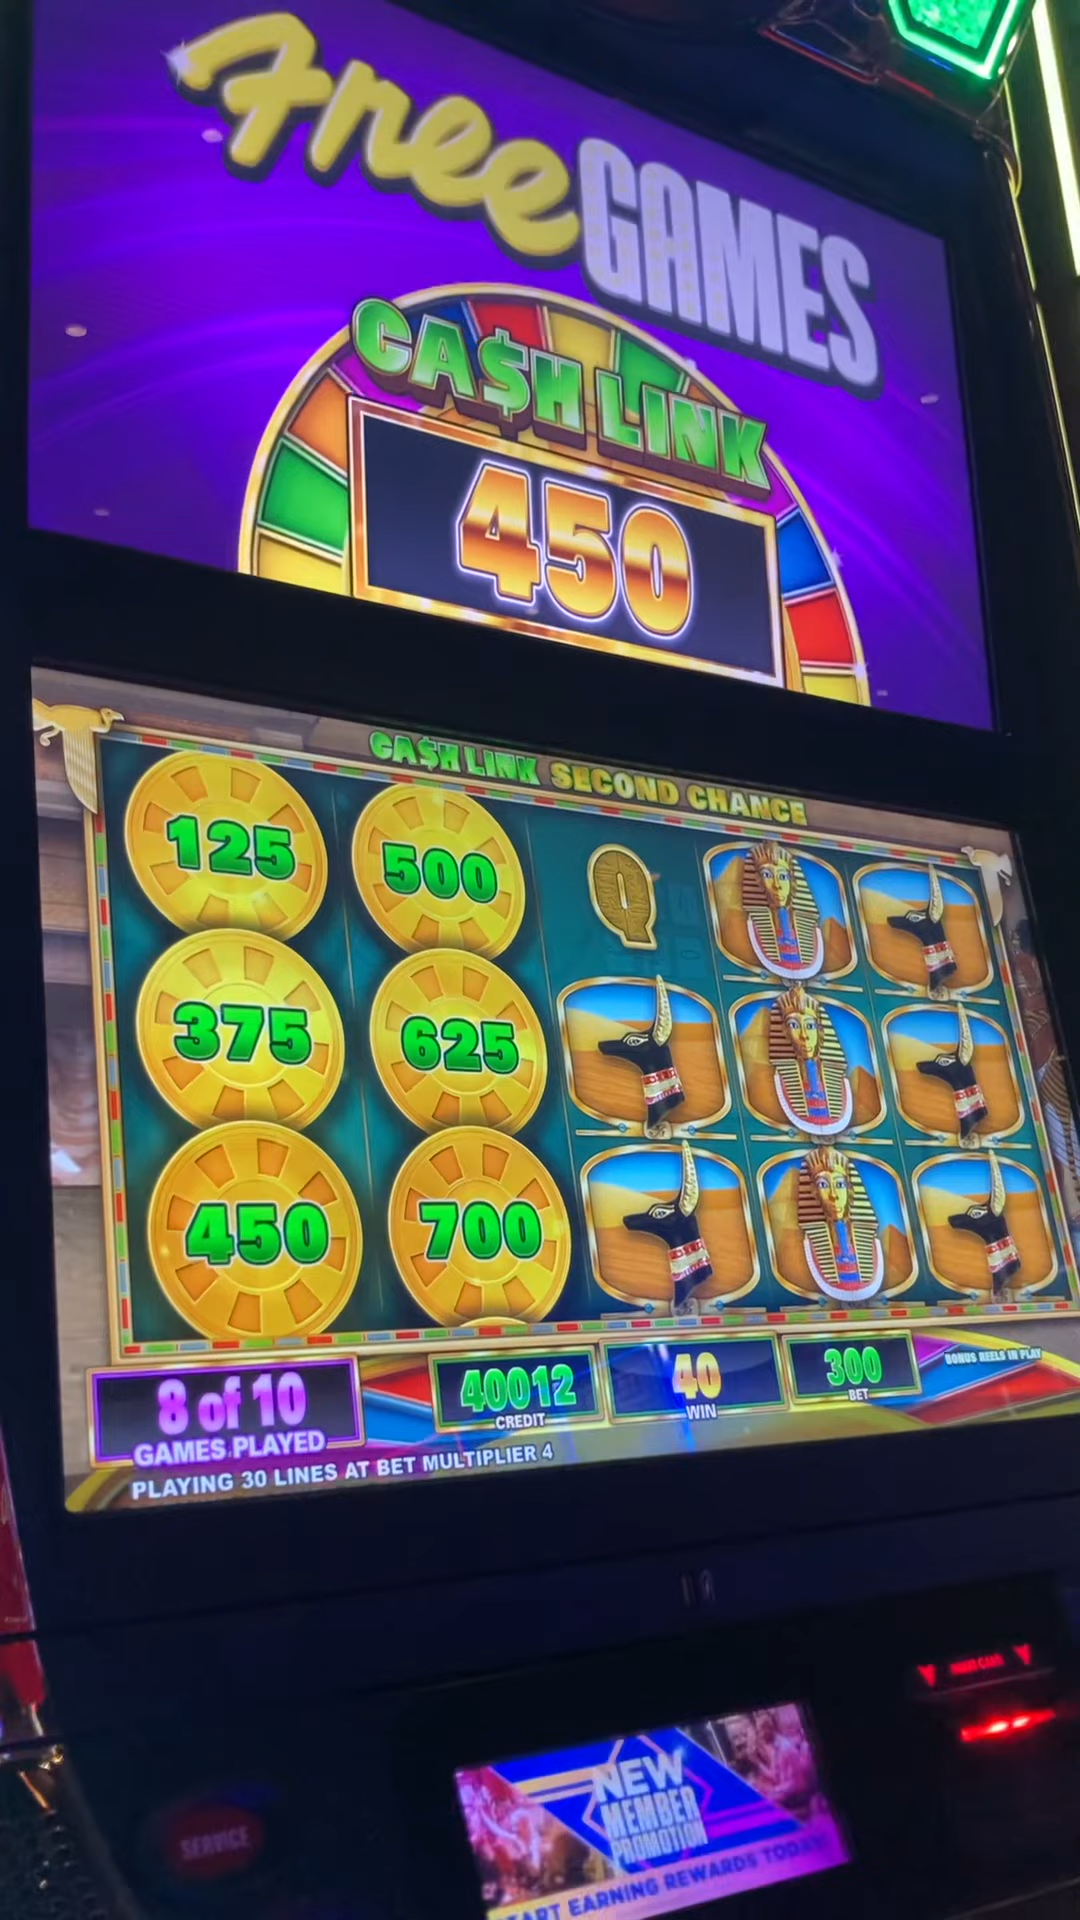 Free GAMES
CA$H LINK
450
CA$H LINK SECOND CHANCE
125
500
Q
375
625
450
700
8 of 10
GAMES PLAYED
40012
CREDIT
40
WIN
300
BET
BONUS REELS IN PLAY
PLAYING 30 LINES AT BET MULTIPLIER 4
SERVICE
NEW
MEMBER
PROMOTION
START EARNING REWARDS TODAY!